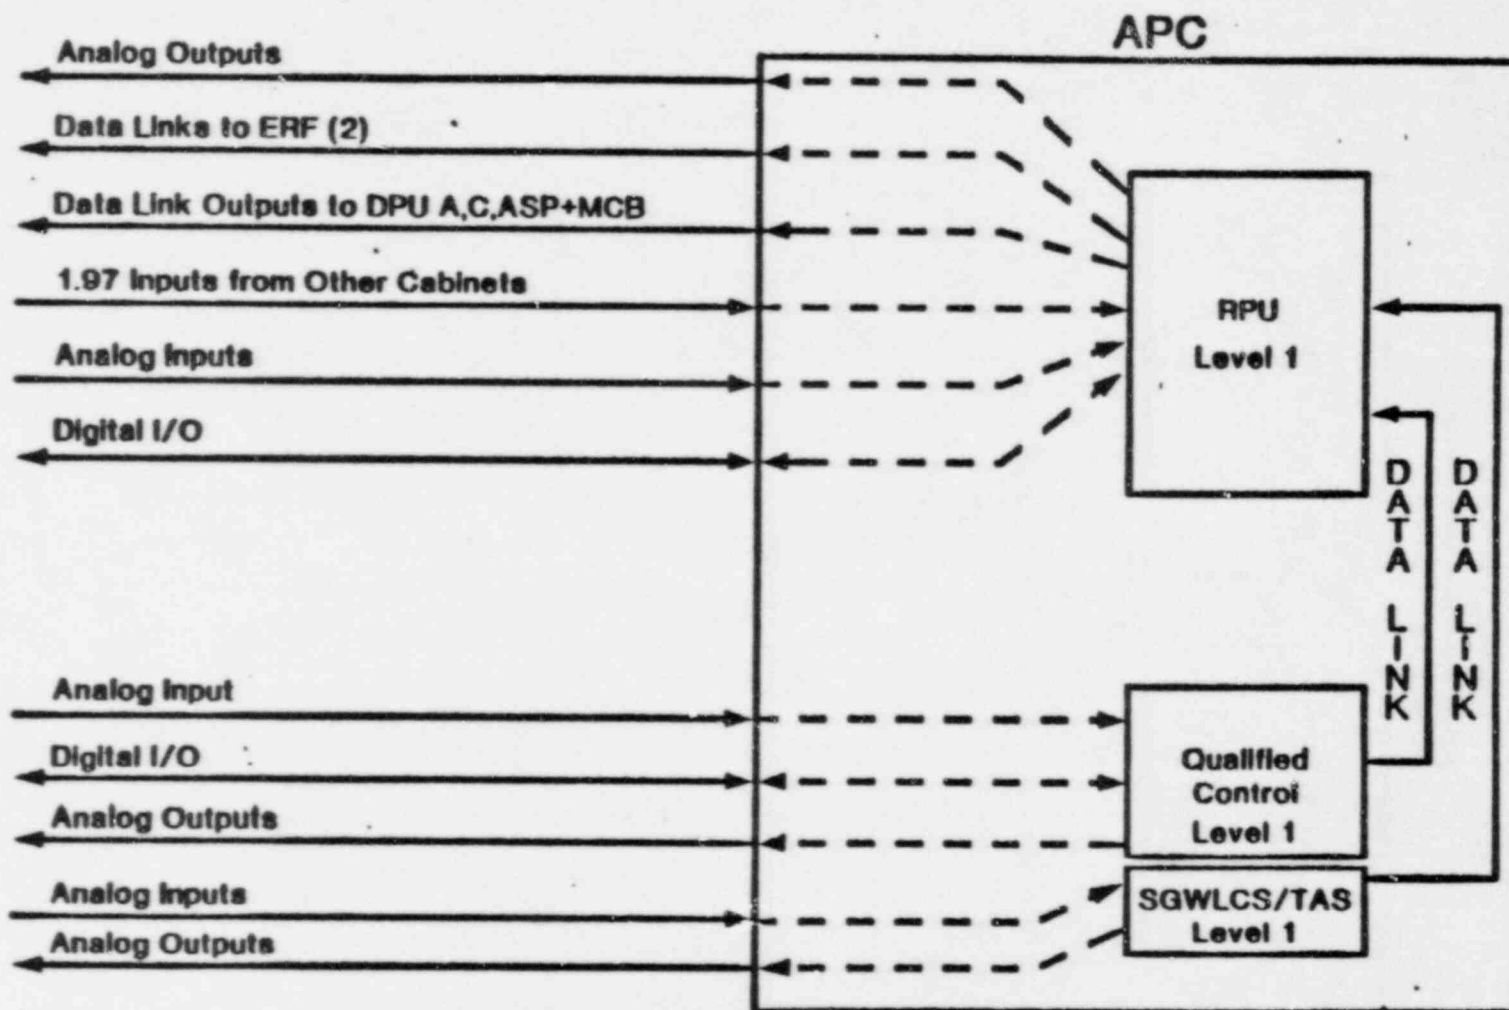 APC
Analog Outputs
Data Links to ERF (2)
Data Link Outputs to DPU A,C,ASP+MCB
1.97 Inputs from Other Cabinets
Analog Inputs
Digital I/O
RPU
Level 1
DATA LINK
DATA LINK
Analog Input
Digital I/O
Analog Outputs
Qualified
Control
Level 1
Analog Inputs
Analog Outputs
SGWLCS/TAS
Level 1